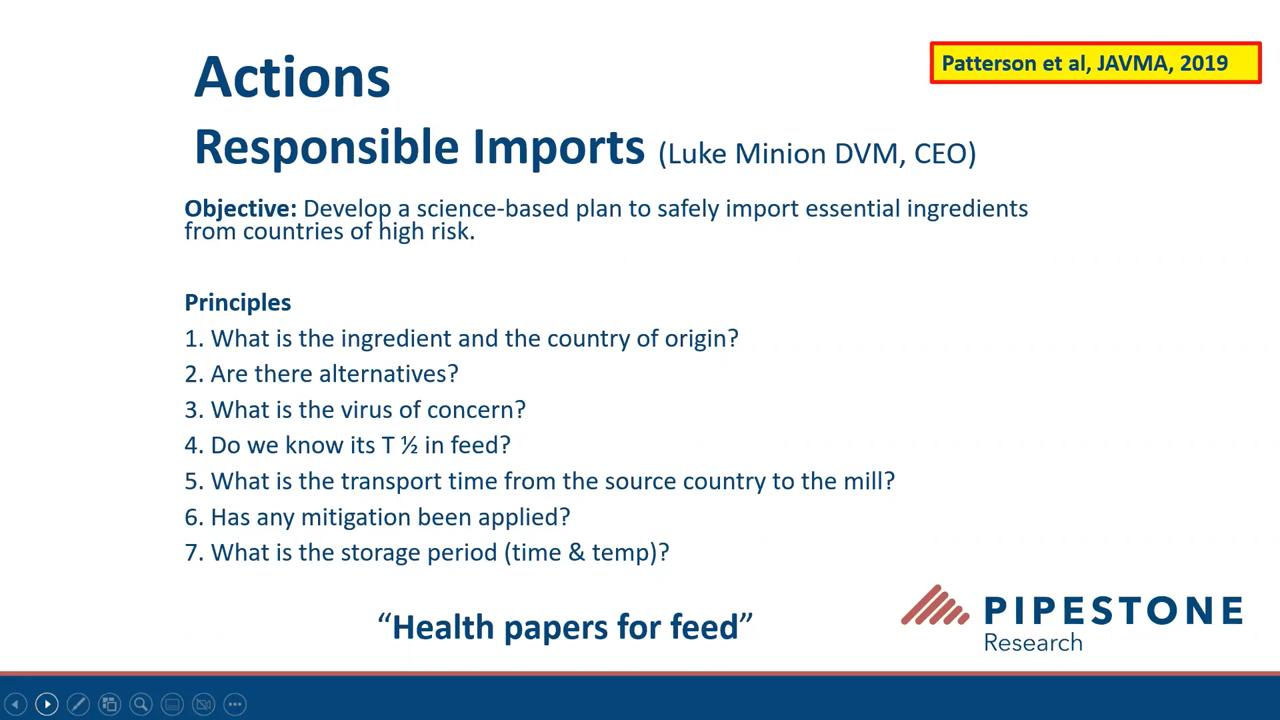 Actions
Patterson et al, JAVMA, 2019
Responsible Imports (Luke Minion DVM, CEO)
Objective: Develop a science-based plan to safely import essential ingredients
from countries of high risk.
Principles
1. What is the ingredient and the country of origin?
2. Are there alternatives?
3. What is the virus of concern?
4. Do we know its T ½ in feed?
5. What is the transport time from the source country to the mill?
6. Has any mitigation been applied?
7. What is the storage period (time & temp)?
“Health papers for feed”
PIPESTONE
Research